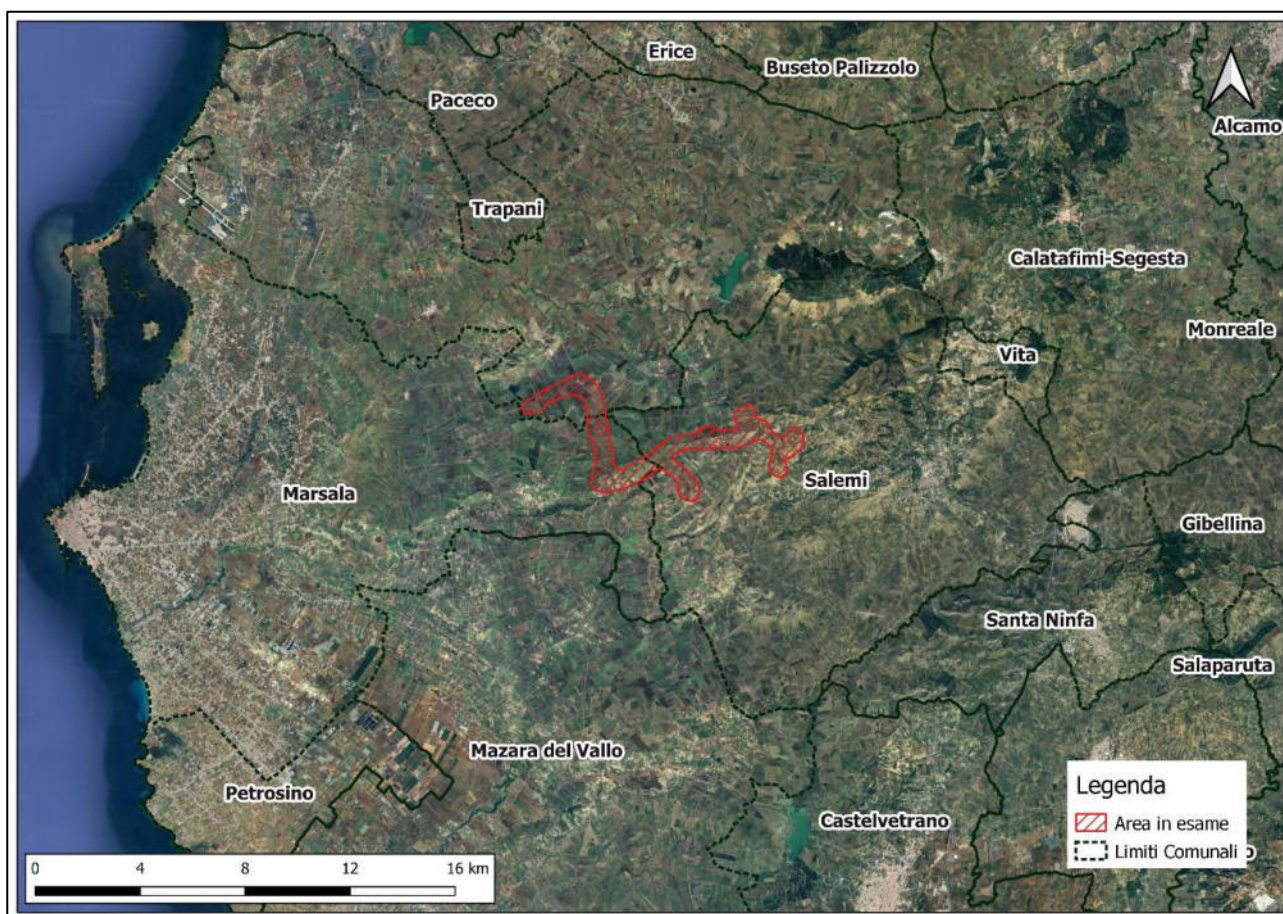 Erice
Buseto Palizzolo
Paceco
Alcamo
Trapani
Calatafimi-Segesta
Monreale
Vita
Salemi
Marsala
Gibellina
Santa Ninfa
Salaparuta
Mazara del Vallo
Petrosino
Castelvetrano
Legenda
Area in esame
Limiti Comunali
0 4 8 12 16 km